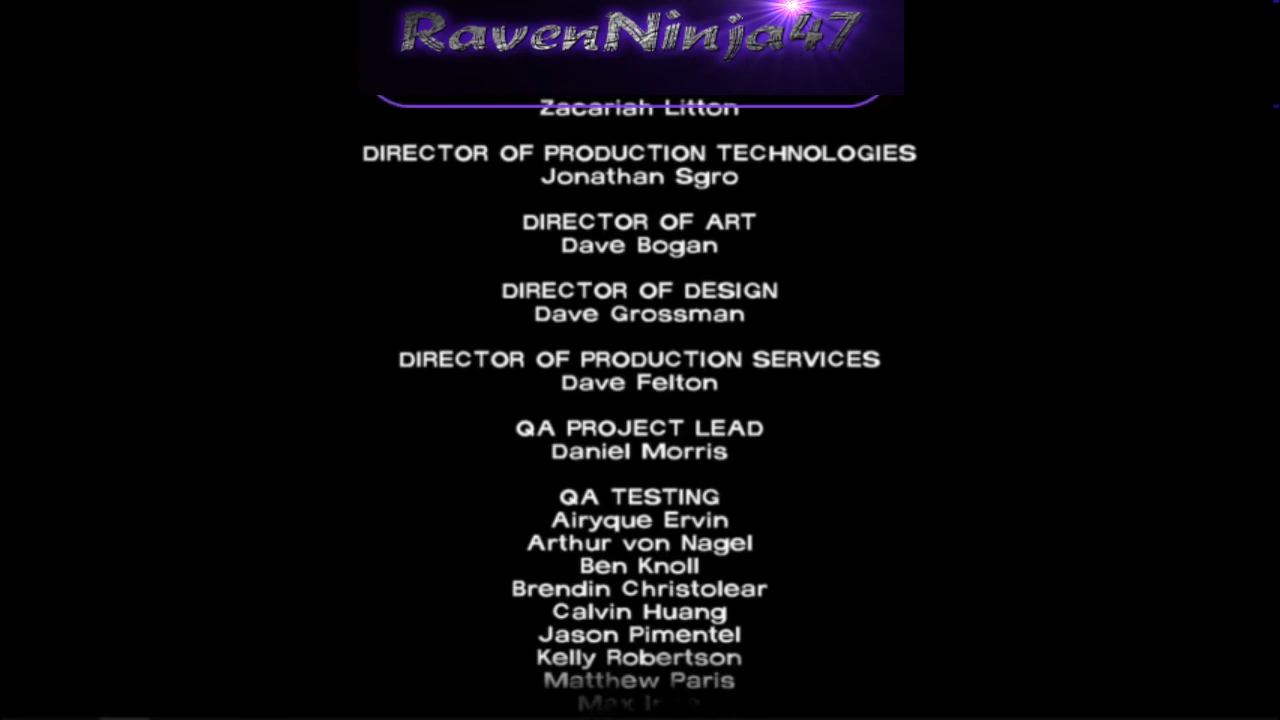 RavenNinja47
Zacariah Litton
DIRECTOR OF PRODUCTION TECHNOLOGIES
Jonathan Sgro
DIRECTOR OF ART
Dave Bogan
DIRECTOR OF DESIGN
Dave Grossman
DIRECTOR OF PRODUCTION SERVICES
Dave Felton
QA PROJECT LEAD
Daniel Morris
QA TESTING
Airyque Ervin
Arthur von Nagel
Ben Knoll
Brendin Christolear
Calvin Huang
Jason Pimentel
Kelly Robertson
Matthew Paris
Max